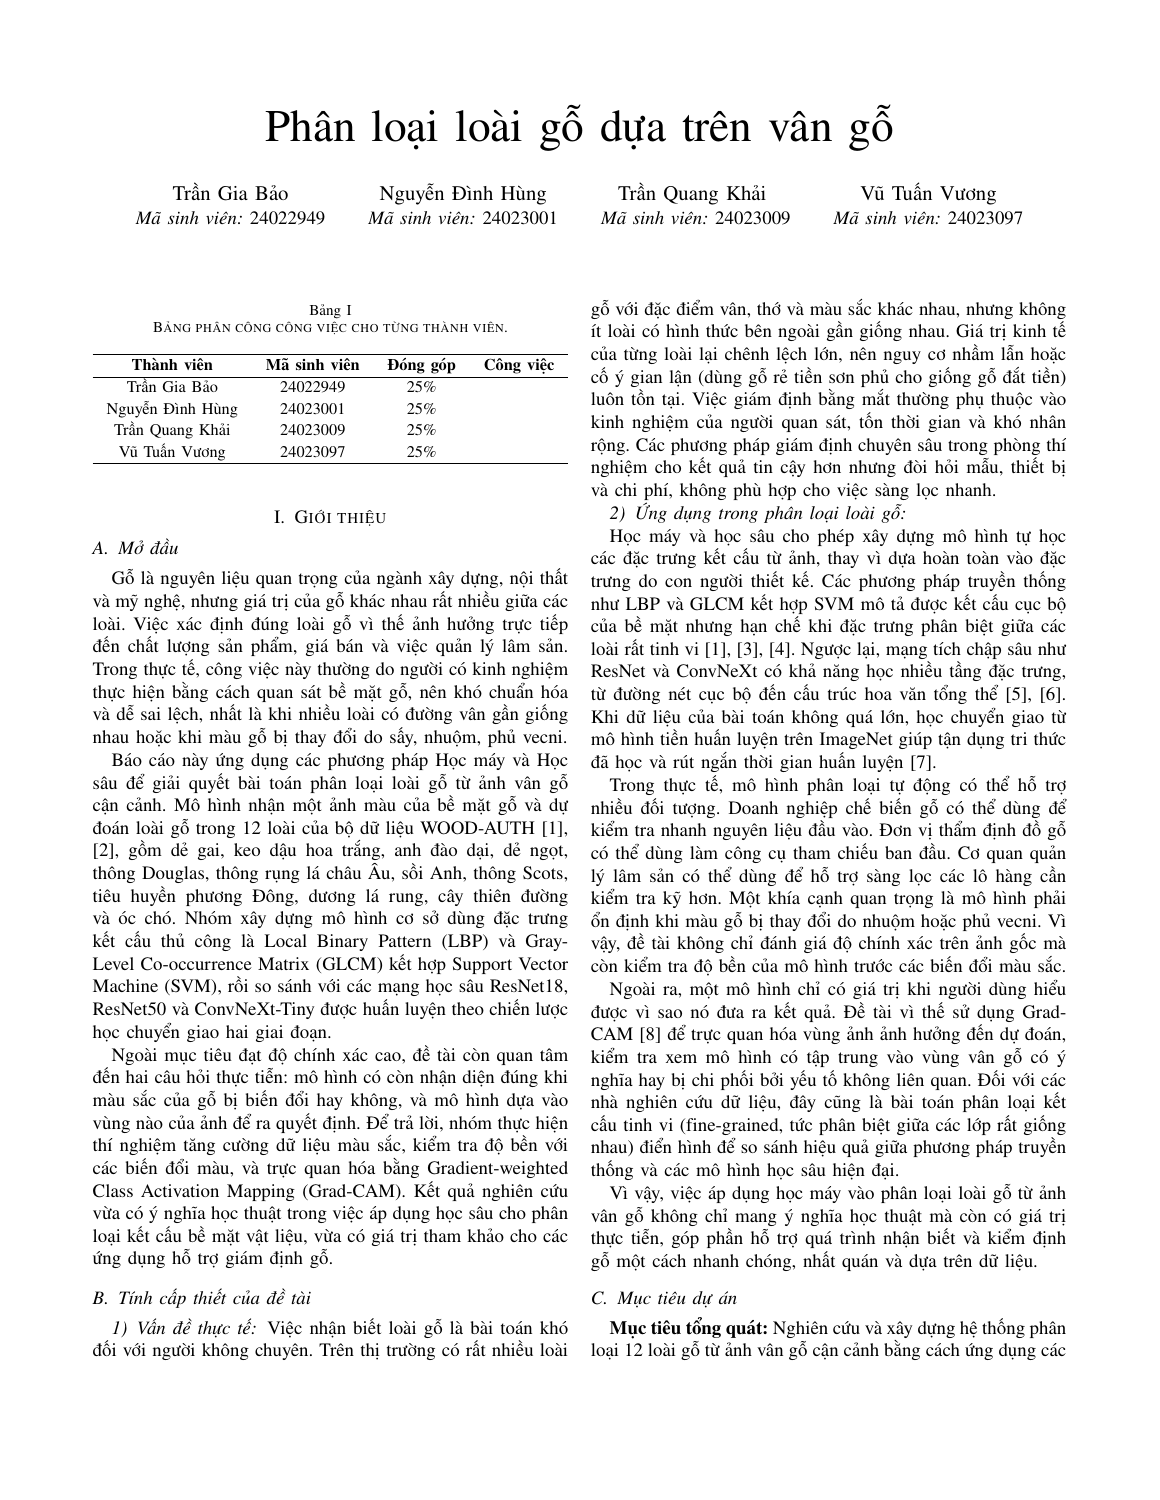 Phân loại loài gỗ dựa trên vân gỗ
Trần Gia Bảo
Mã sinh viên: 24022949
Nguyễn Đình Hùng
Mã sinh viên: 24023001
Trần Quang Khải
Mã sinh viên: 24023009
Vũ Tuấn Vương
Mã sinh viên: 24023097
Bảng I
BẢNG PHÂN CÔNG CÔNG VIỆC CHO TỪNG THÀNH VIÊN.
Thành viên Mã sinh viên Đóng góp Công việc
Trần Gia Bảo 24022949 25%
Nguyễn Đình Hùng 24023001 25%
Trần Quang Khải 24023009 25%
Vũ Tuấn Vương 24023097 25%
I. GIỚI THIỆU
A. Mở đầu
Gỗ là nguyên liệu quan trọng của ngành xây dựng, nội thất
và mỹ nghệ, nhưng giá trị của gỗ khác nhau rất nhiều giữa các
loài. Việc xác định đúng loài gỗ vì thế ảnh hưởng trực tiếp
đến chất lượng sản phẩm, giá bán và việc quản lý lâm sản.
Trong thực tế, công việc này thường do người có kinh nghiệm
thực hiện bằng cách quan sát bề mặt gỗ, nên khó chuẩn hóa
và dễ sai lệch, nhất là khi nhiều loài có đường vân gần giống
nhau hoặc khi màu gỗ bị thay đổi do sấy, nhuộm, phủ vecni.
Báo cáo này ứng dụng các phương pháp Học máy và Học
sâu để giải quyết bài toán phân loại loài gỗ từ ảnh vân gỗ
cận cảnh. Mô hình nhận một ảnh màu của bề mặt gỗ và dự
đoán loài gỗ trong 12 loài của bộ dữ liệu WOOD-AUTH [1],
[2], gồm dẻ gai, keo dậu hoa trắng, anh đào dại, dẻ ngọt,
thông Douglas, thông rụng lá châu Âu, sồi Anh, thông Scots,
tiêu huyền phương Đông, dương lá rung, cây thiên đường
và óc chó. Nhóm xây dựng mô hình cơ sở dùng đặc trưng
kết cấu thủ công là Local Binary Pattern (LBP) và Gray-
Level Co-occurrence Matrix (GLCM) kết hợp Support Vector
Machine (SVM), rồi so sánh với các mạng học sâu ResNet18,
ResNet50 và ConvNeXt-Tiny được huấn luyện theo chiến lược
học chuyển giao hai giai đoạn.
Ngoài mục tiêu đạt độ chính xác cao, đề tài còn quan tâm
đến hai câu hỏi thực tiễn: mô hình có còn nhận diện đúng khi
màu sắc của gỗ bị biến đổi hay không, và mô hình dựa vào
vùng nào của ảnh để ra quyết định. Để trả lời, nhóm thực hiện
thí nghiệm tăng cường dữ liệu màu sắc, kiểm tra độ bền với
các biến đổi màu, và trực quan hóa bằng Gradient-weighted
Class Activation Mapping (Grad-CAM). Kết quả nghiên cứu
vừa có ý nghĩa học thuật trong việc áp dụng học sâu cho phân
loại kết cấu bề mặt vật liệu, vừa có giá trị tham khảo cho các
ứng dụng hỗ trợ giám định gỗ.
B. Tính cấp thiết của đề tài
1) Vấn đề thực tế: Việc nhận biết loài gỗ là bài toán khó
đối với người không chuyên. Trên thị trường có rất nhiều loài
gỗ với đặc điểm vân, thớ và màu sắc khác nhau, nhưng không
ít loài có hình thức bên ngoài gần giống nhau. Giá trị kinh tế
của từng loài lại chênh lệch lớn, nên nguy cơ nhầm lẫn hoặc
cố ý gian lận (dùng gỗ rẻ tiền sơn phủ cho giống gỗ đắt tiền)
luôn tồn tại. Việc giám định bằng mắt thường phụ thuộc vào
kinh nghiệm của người quan sát, tốn thời gian và khó nhân
rộng. Các phương pháp giám định chuyên sâu trong phòng thí
nghiệm cho kết quả tin cậy hơn nhưng đòi hỏi mẫu, thiết bị
và chi phí, không phù hợp cho việc sàng lọc nhanh.
2) Ứng dụng trong phân loại loài gỗ:
Học máy và học sâu cho phép xây dựng mô hình tự học
các đặc trưng kết cấu từ ảnh, thay vì dựa hoàn toàn vào đặc
trưng do con người thiết kế. Các phương pháp truyền thống
như LBP và GLCM kết hợp SVM mô tả được kết cấu cục bộ
của bề mặt nhưng hạn chế khi đặc trưng phân biệt giữa các
loài rất tinh vi [1], [3], [4]. Ngược lại, mạng tích chập sâu như
ResNet và ConvNeXt có khả năng học nhiều tầng đặc trưng,
từ đường nét cục bộ đến cấu trúc hoa văn tổng thể [5], [6].
Khi dữ liệu của bài toán không quá lớn, học chuyển giao từ
mô hình tiền huấn luyện trên ImageNet giúp tận dụng tri thức
đã học và rút ngắn thời gian huấn luyện [7].
Trong thực tế, mô hình phân loại tự động có thể hỗ trợ
nhiều đối tượng. Doanh nghiệp chế biến gỗ có thể dùng để
kiểm tra nhanh nguyên liệu đầu vào. Đơn vị thẩm định đồ gỗ
có thể dùng làm công cụ tham chiếu ban đầu. Cơ quan quản
lý lâm sản có thể dùng để hỗ trợ sàng lọc các lô hàng cần
kiểm tra kỹ hơn. Một khía cạnh quan trọng là mô hình phải
ổn định khi màu gỗ bị thay đổi do nhuộm hoặc phủ vecni. Vì
vậy, đề tài không chỉ đánh giá độ chính xác trên ảnh gốc mà
còn kiểm tra độ bền của mô hình trước các biến đổi màu sắc.
Ngoài ra, một mô hình chỉ có giá trị khi người dùng hiểu
được vì sao nó đưa ra kết quả. Đề tài vì thế sử dụng Grad-
CAM [8] để trực quan hóa vùng ảnh ảnh hưởng đến dự đoán,
kiểm tra xem mô hình có tập trung vào vùng vân gỗ có ý
nghĩa hay bị chi phối bởi yếu tố không liên quan. Đối với các
nhà nghiên cứu dữ liệu, đây cũng là bài toán phân loại kết
cấu tinh vi (fine-grained, tức phân biệt giữa các lớp rất giống
nhau) điển hình để so sánh hiệu quả giữa phương pháp truyền
thống và các mô hình học sâu hiện đại.
Vì vậy, việc áp dụng học máy vào phân loại loài gỗ từ ảnh
vân gỗ không chỉ mang ý nghĩa học thuật mà còn có giá trị
thực tiễn, góp phần hỗ trợ quá trình nhận biết và kiểm định
gỗ một cách nhanh chóng, nhất quán và dựa trên dữ liệu.
C. Mục tiêu dự án
Mục tiêu tổng quát: Nghiên cứu và xây dựng hệ thống phân
loại 12 loài gỗ từ ảnh vân gỗ cận cảnh bằng cách ứng dụng các